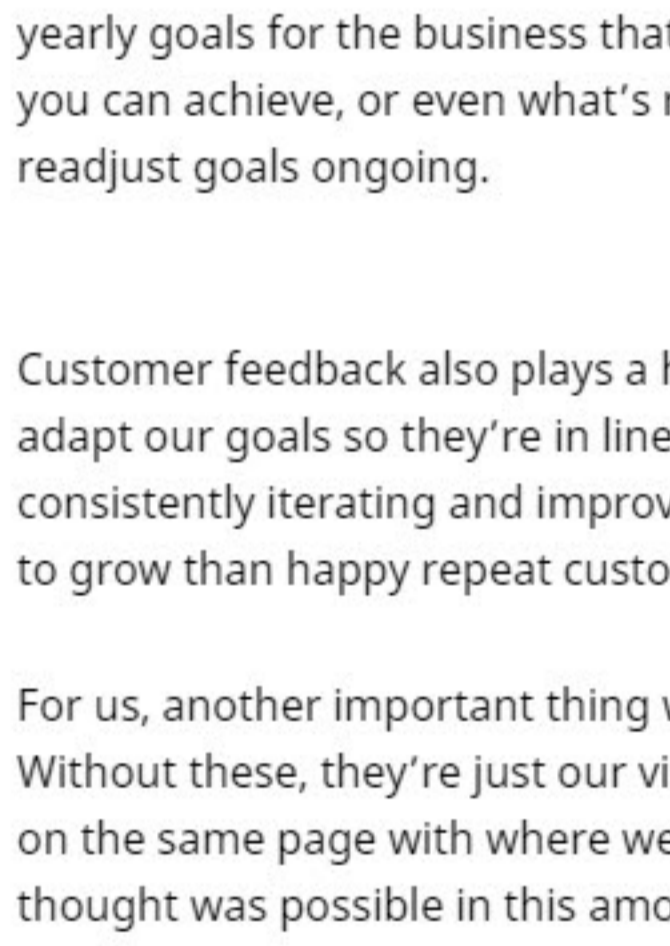 yearly goals for the business that
you can achieve, or even what’s
readjust goals ongoing.
Customer feedback also plays a
adapt our goals so they’re in line
consistently iterating and improv
to grow than happy repeat custo
For us, another important thing
Without these, they’re just our vi
on the same page with where we
thought was possible in this amo